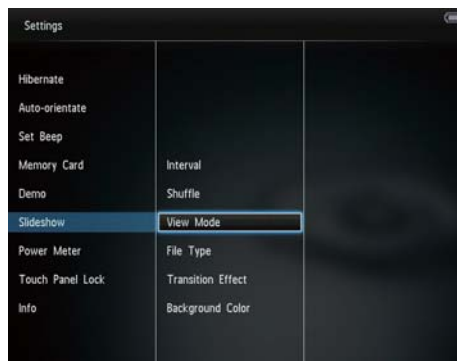 Settings
Hibernate
Auto-orientate
Set Beep
Memory Card
Demo
Slideshow
Power Meter
Touch Panel Lock
Info
Interval
Shuffle
View Mode
File Type
Transition Effect
Background Color